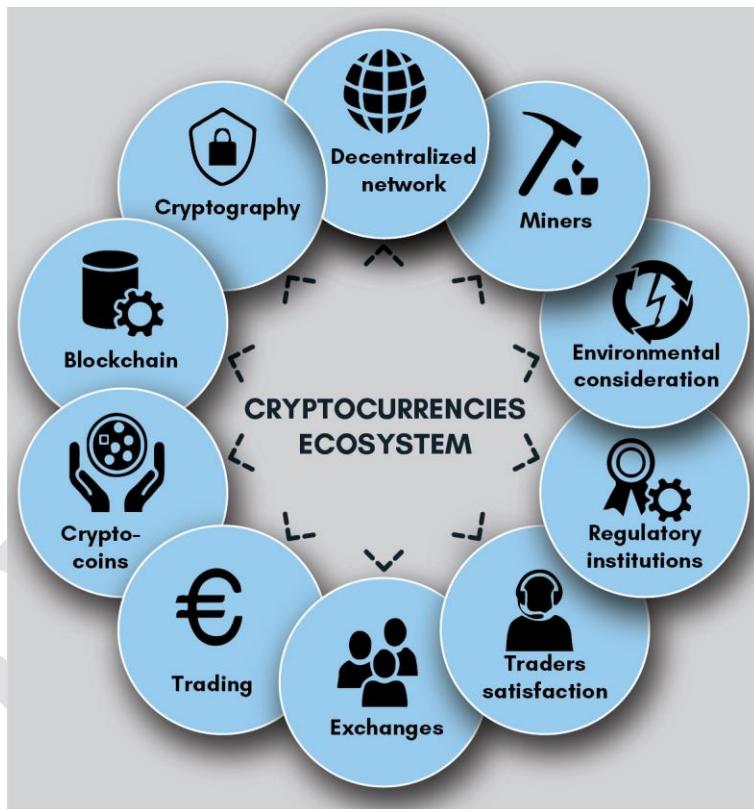 Decentralized
network
Miners
Environmental
consideration
Regulatory
institutions
Traders
satisfaction
Exchanges
Trading
Crypto-
coins
Blockchain
Cryptography
CRYPTOCURRENCIES
ECOSYSTEM